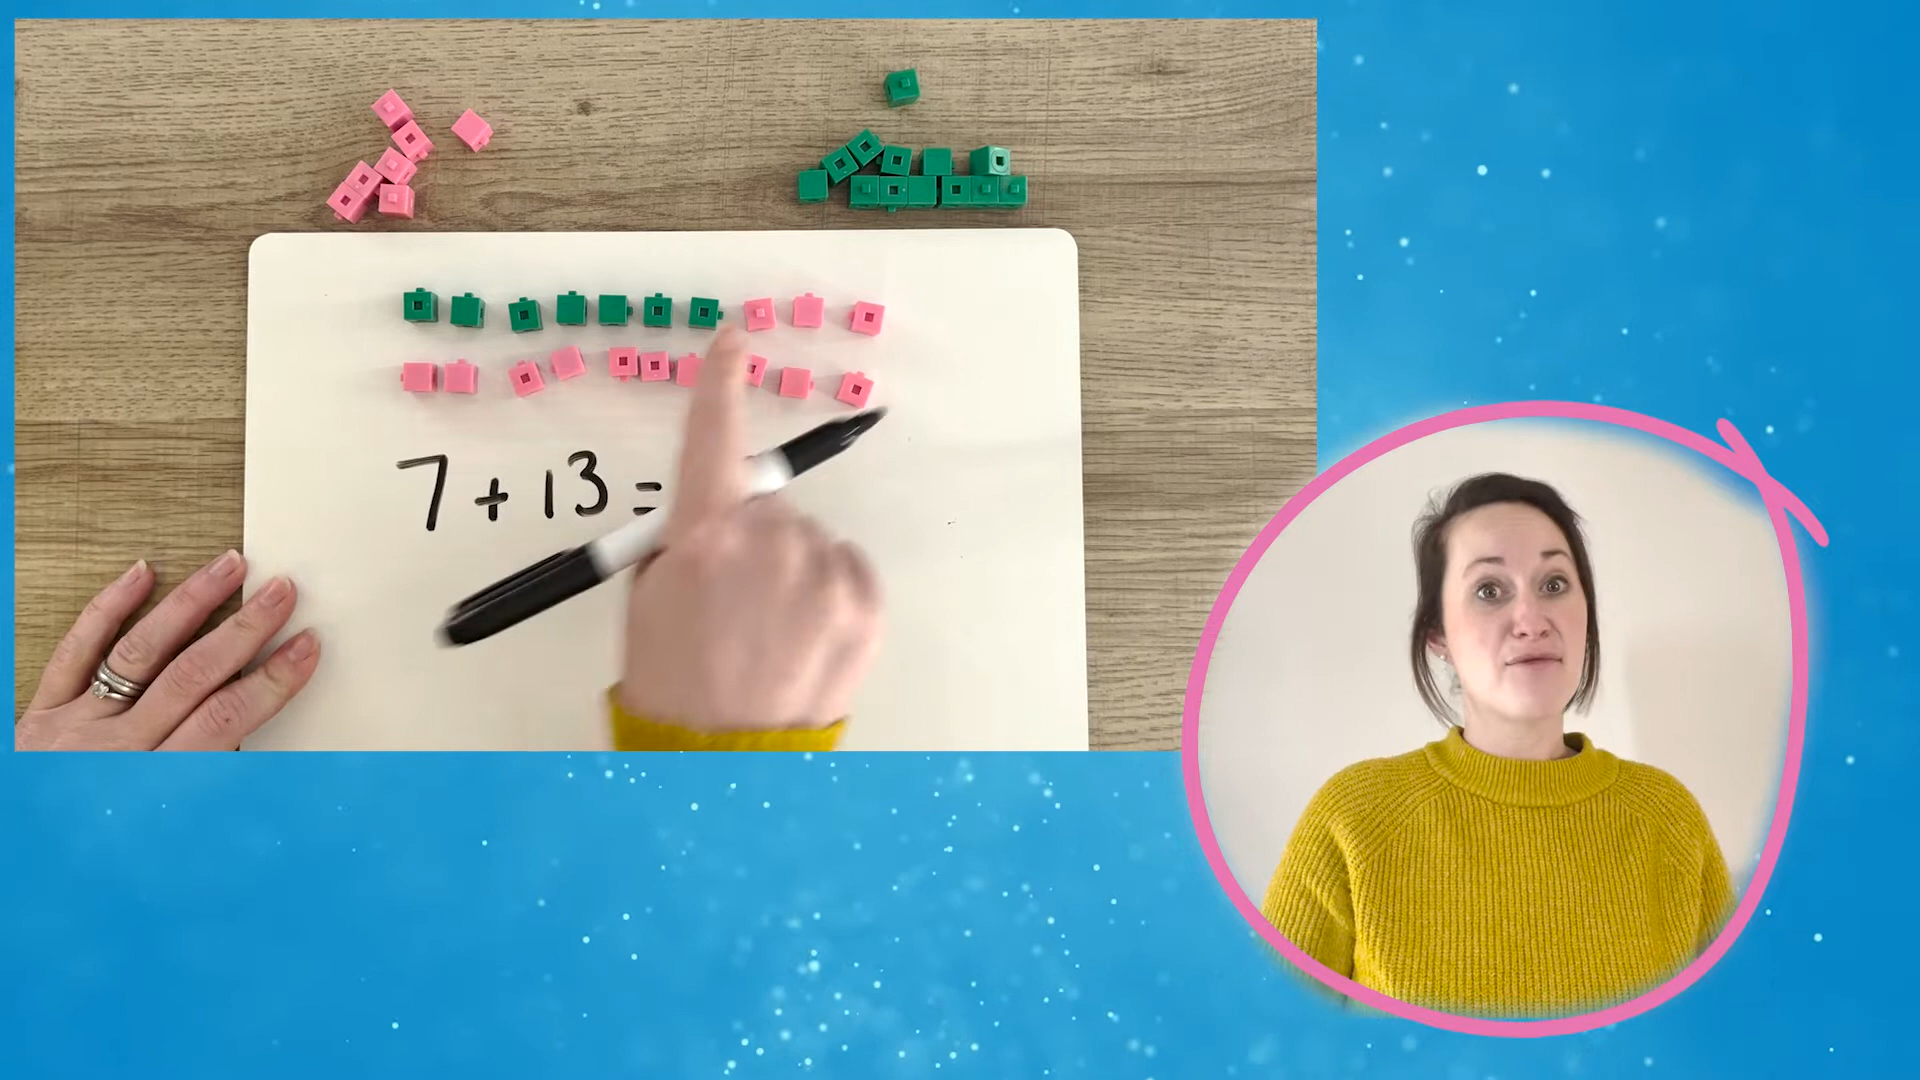 7 + 13 =